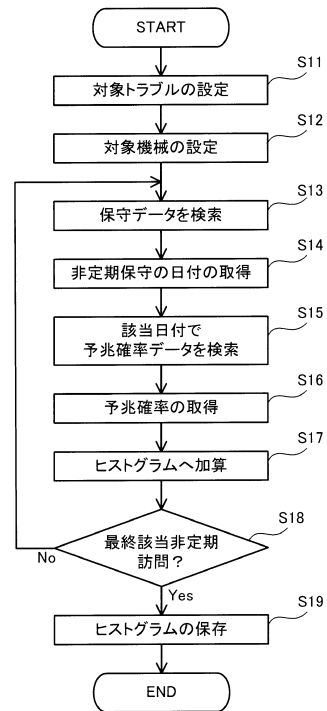 START
S11
対象トラブルの設定
S12
対象機械の設定
S13
保守データを検索
S14
非定期保守の日付の取得
S15
該当日付で
予兆確率データを検索
S16
予兆確率の取得
S17
ヒストグラムへ加算
S18
最終該当非定期
訪問？
No
Yes
S19
ヒストグラムの保存
END